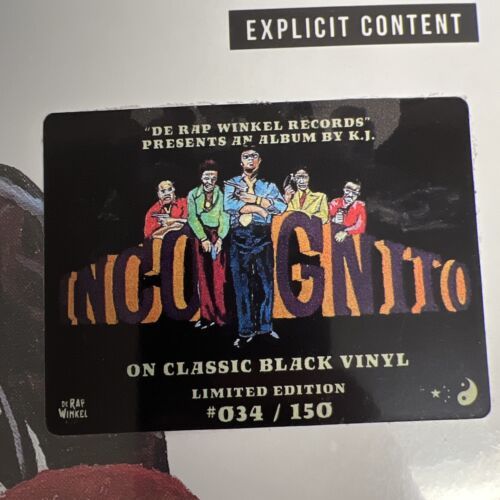 EXPLICIT CONTENT
"DE RAP WINKEL RECORDS"
PRESENTS AN ALBUM BY K.J.
INCOGNITO
ON CLASSIC BLACK VINYL
LIMITED EDITION
#034 / 150
DE RAP
WINKEL